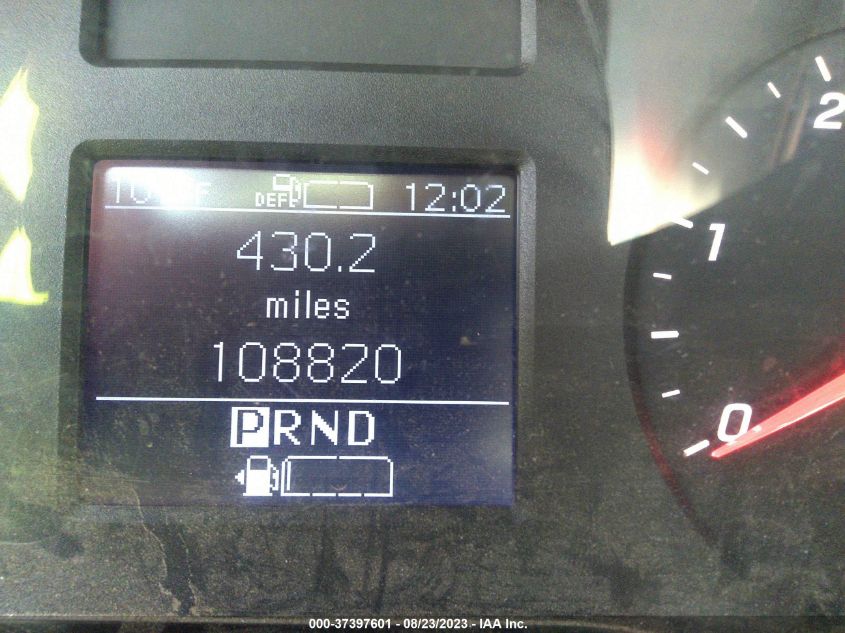 DEF 12:02
430.2
miles
108820
PRND
2
1
0
000-37397601 - 08/23/2023 - IAA Inc.